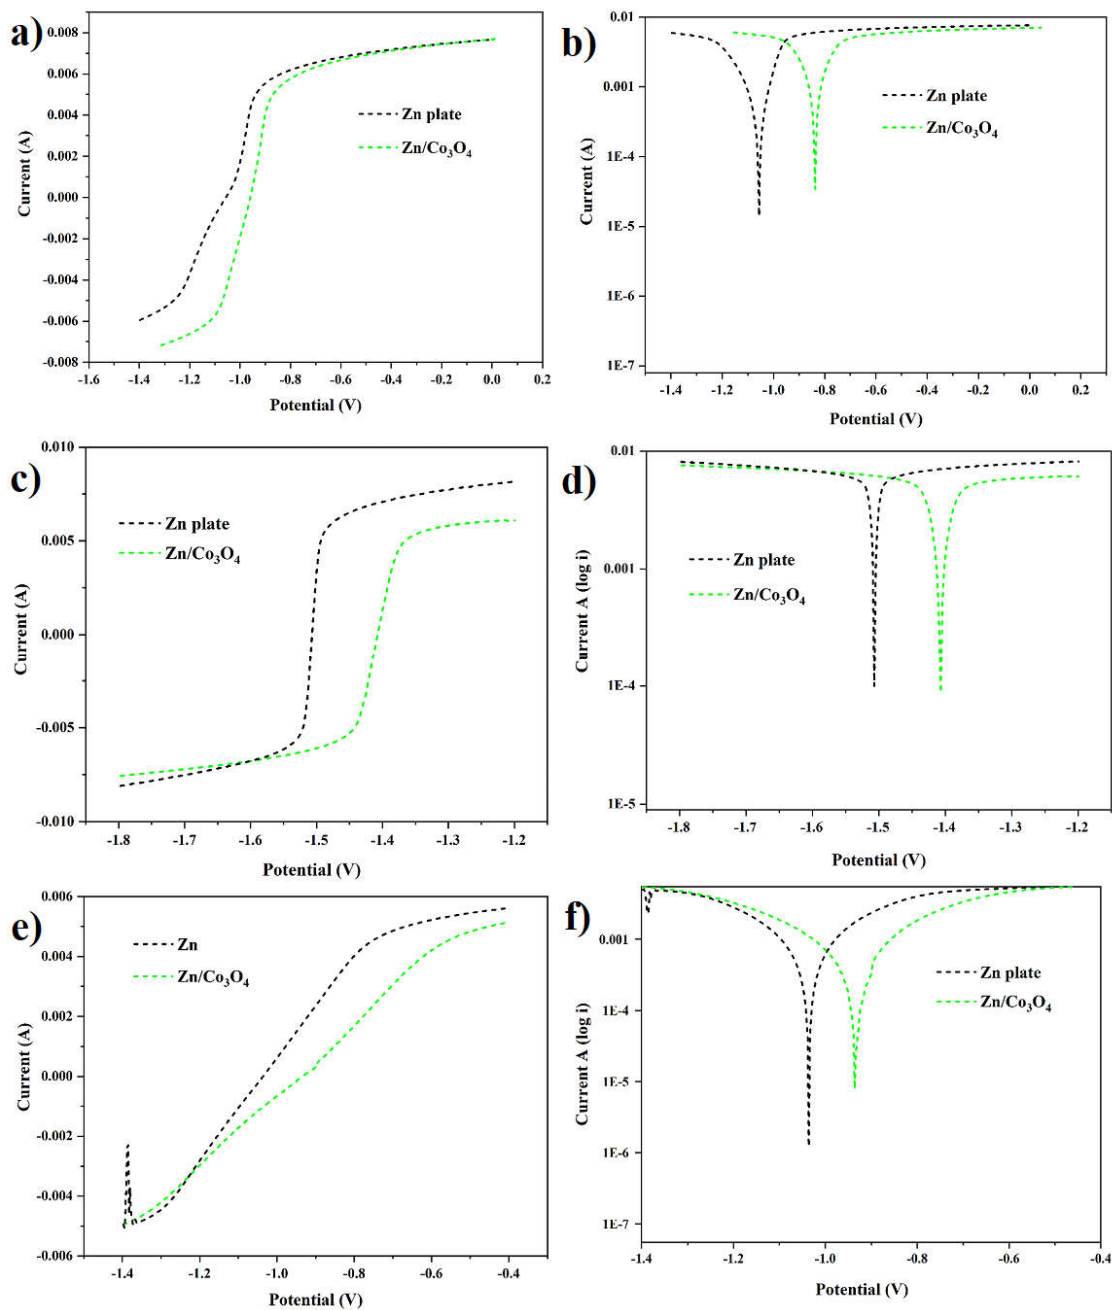 a)
0.008
0.006
0.004
0.002
0.000
-0.002
-0.004
-0.006
-0.008
Current (A)
Zn plate
Zn/Co₃O₄
-1.6 -1.4 -1.2 -1.0 -0.8 -0.6 -0.4 -0.2 0.0 0.2
Potential (V)
b)
0.01
0.001
1E-4
1E-5
1E-6
1E-7
Current (A)
Zn plate
Zn/Co₃O₄
-1.4 -1.2 -1.0 -0.8 -0.6 -0.4 -0.2 0.0 0.2
Potential (V)
c)
0.010
0.005
0.000
-0.005
-0.010
Current (A)
Zn plate
Zn/Co₃O₄
-1.8 -1.7 -1.6 -1.5 -1.4 -1.3 -1.2
Potential (V)
d)
0.01
0.001
1E-4
1E-5
Current A (log i)
Zn plate
Zn/Co₃O₄
-1.8 -1.7 -1.6 -1.5 -1.4 -1.3 -1.2
Potential (V)
e)
0.006
0.004
0.002
0.000
-0.002
-0.004
-0.006
Current (A)
Zn
Zn/Co₃O₄
-1.4 -1.2 -1.0 -0.8 -0.6 -0.4
Potential (V)
f)
0.001
1E-4
1E-5
1E-6
1E-7
Current A (log i)
Zn plate
Zn/Co₃O₄
-1.4 -1.2 -1.0 -0.8 -0.6 -0.4
Potential (V)